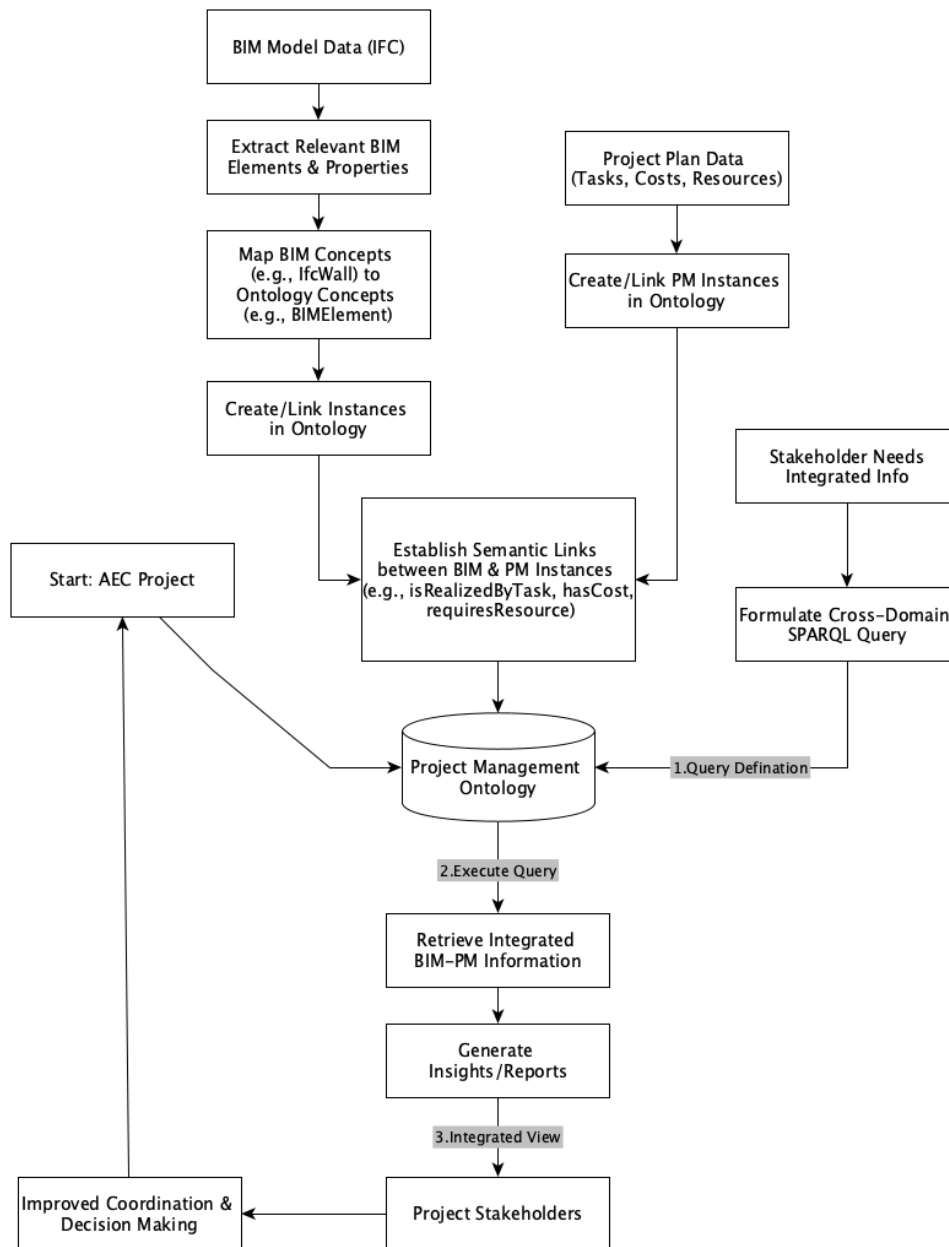 BIM Model Data (IFC)
Extract Relevant BIM
Elements & Properties
Project Plan Data
(Tasks, Costs, Resources)
Map BIM Concepts
(e.g., IfcWall) to
Ontology Concepts
(e.g., BIMElement)
Create/Link PM Instances
in Ontology
Create/Link Instances
in Ontology
Stakeholder Needs
Integrated Info
Establish Semantic Links
between BIM & PM Instances
(e.g., isRealizedByTask, hasCost,
requiresResource)
Start: AEC Project
Formulate Cross-Domain
SPARQL Query
Project Management
Ontology
1.Query Defination
2.Execute Query
Retrieve Integrated
BIM-PM Information
Generate
Insights/Reports
3.Integrated View
Improved Coordination &
Decision Making
Project Stakeholders